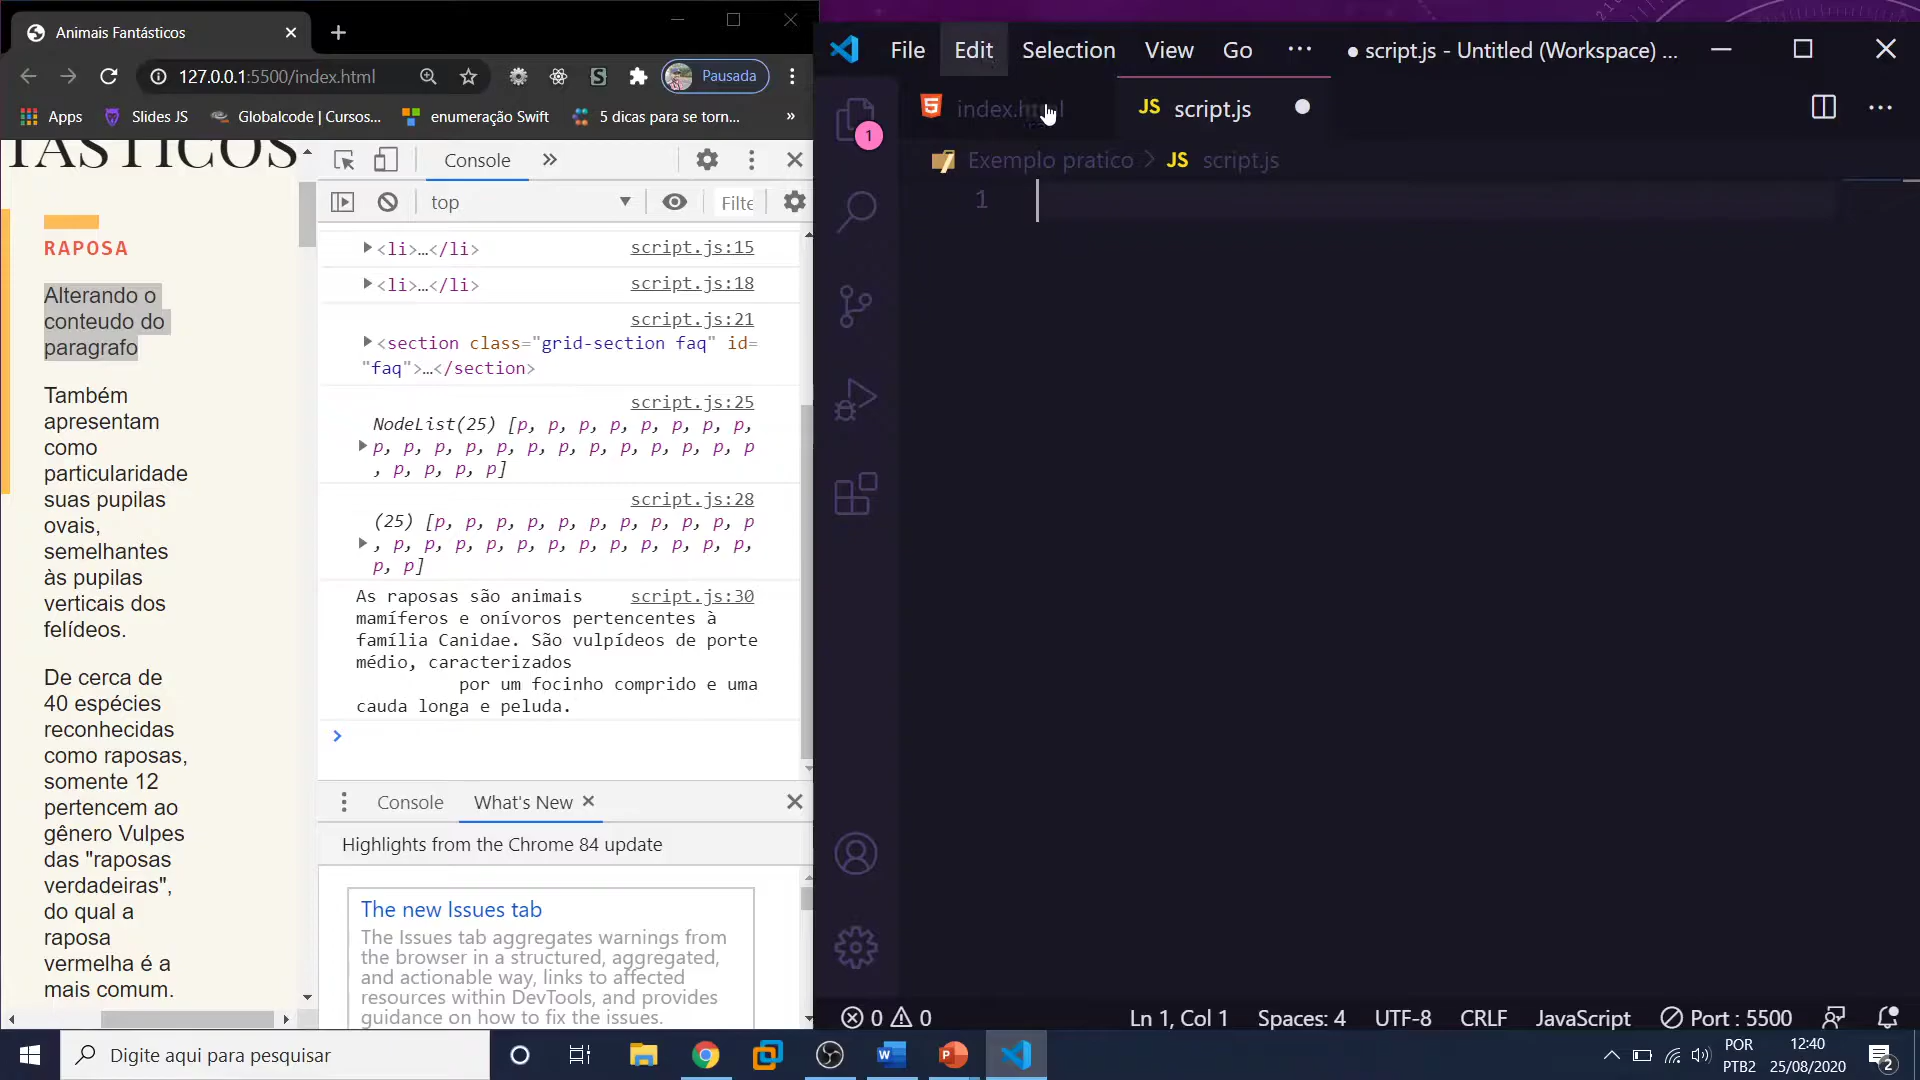 Animais Fantásticos
127.0.0.1:5500/index.html
Pausada
Apps
Slides JS
Globalcode | Cursos...
enumeração Swift
5 dicas para se torn...
»
TÁSTICOS
RAPOSA
Alterando o
conteudo do
paragrafo
Também
apresentam
como
particularidade
suas pupilas
ovais,
semelhantes
às pupilas
verticais dos
felídeos.
De cerca de
40 espécies
reconhecidas
como raposas,
somente 12
pertencem ao
gênero Vulpes
das "raposas
verdadeiras",
do qual a
raposa
vermelha é a
mais comum.
Console
»
top
Filte
<li>…</li> script.js:15
<li>…</li> script.js:18
script.js:21
<section class="grid-section faq" id=
"faq">…</section>
script.js:25
NodeList(25) [p, p, p, p, p, p, p, p,
p, p, p, p, p, p, p, p, p, p, p, p, p
, p, p, p, p]
script.js:28
(25) [p, p, p, p, p, p, p, p, p, p, p
, p, p, p, p, p, p, p, p, p, p, p, p,
p, p]
As raposas são animais script.js:30
mamíferos e onívoros pertencentes à
família Canidae. São vulpídeos de porte
médio, caracterizados
por um focinho comprido e uma
cauda longa e peluda.
Console
What's New
Highlights from the Chrome 84 update
The new Issues tab
The Issues tab aggregates warnings from
the browser in a structured, aggregated,
and actionable way, links to affected
resources within DevTools, and provides
guidance on how to fix the issues.
File Edit Selection View Go ··· ● script.js - Untitled (Workspace) ...
index.html
JS script.js
1
Exemplo pratico > JS script.js
1
0 0
Ln 1, Col 1
Spaces: 4
UTF-8
CRLF
JavaScript
Port : 5500
Digite aqui para pesquisar
POR
PTB2
12:40
25/08/2020
2